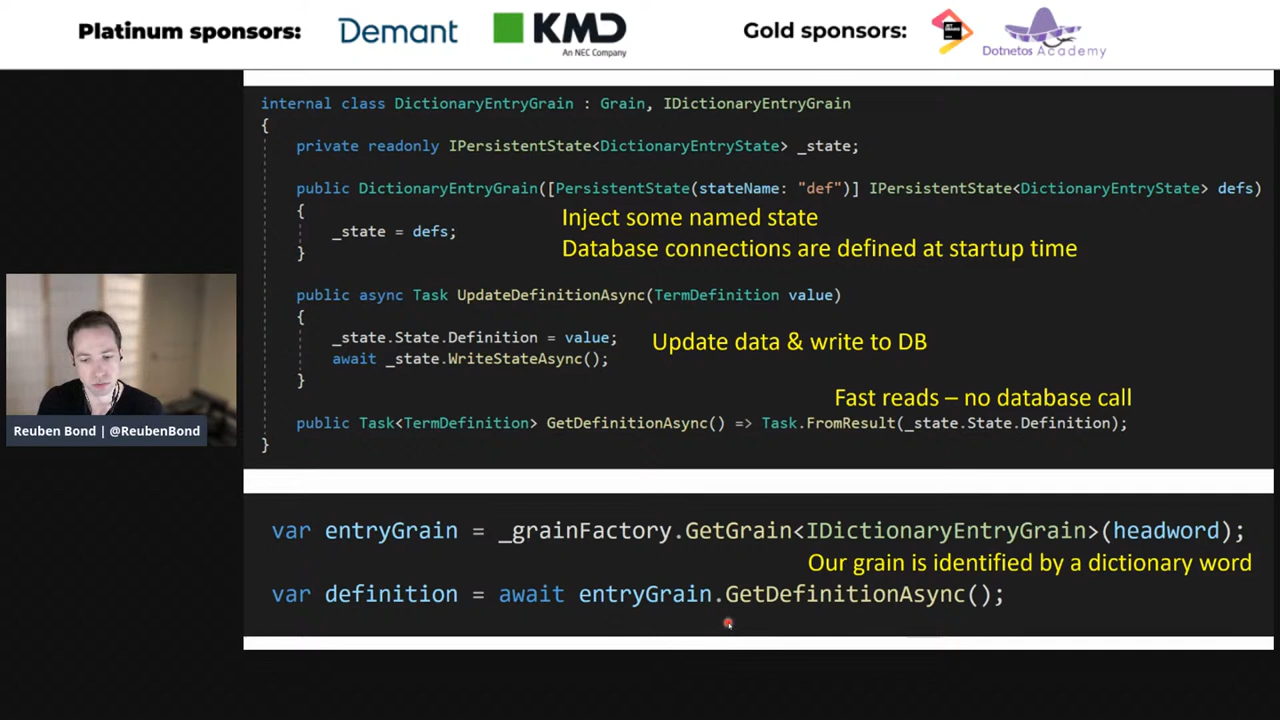 Platinum sponsors:
Demant
KMD
An NEC Company
Gold sponsors:
JET
BRAINS
Dotnetos Academy
internal class DictionaryEntryGrain : Grain, IDictionaryEntryGrain
{
private readonly IPersistentState<DictionaryEntryState> _state;
public DictionaryEntryGrain([PersistentState(stateName: "def")] IPersistentState<DictionaryEntryState> defs)
{
Inject some named state
_state = defs;
Database connections are defined at startup time
}
public async Task UpdateDefinitionAsync(TermDefinition value)
{
_state.State.Definition = value;
Update data & write to DB
await _state.WriteStateAsync();
}
Fast reads – no database call
public Task<TermDefinition> GetDefinitionAsync() => Task.FromResult(_state.State.Definition);
}
Reuben Bond | @ReubenBond
var entryGrain = _grainFactory.GetGrain<IDictionaryEntryGrain>(headword);
Our grain is identified by a dictionary word
var definition = await entryGrain.GetDefinitionAsync();